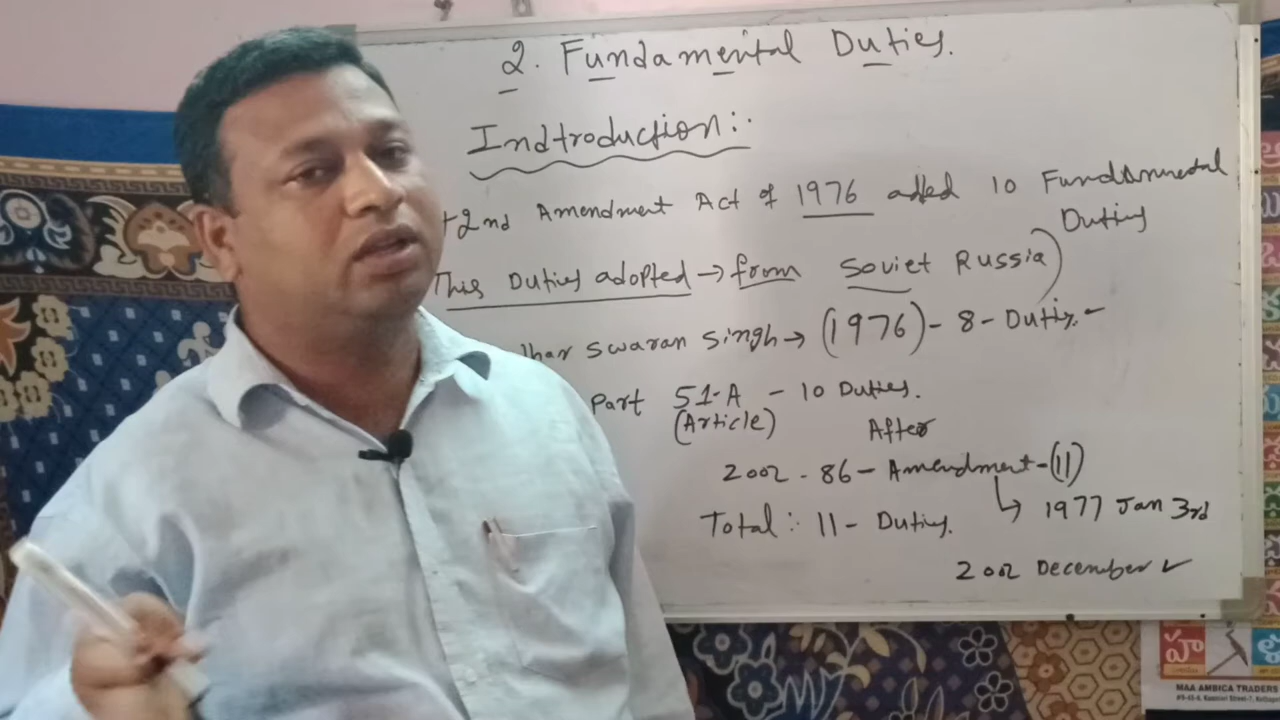 2. Fundamental Duties.
Indtroduction:-
42nd Amendment Act of 1976 added 10 Fundamental
Duties
This Duties adopted → from Soviet Russia)
Swaran Singh → (1976) - 8 - Duties. -
Part 51-A - 10 Duties.
(Article) After
2002 - 86 - Amendment - (11)
Total: 11 - Duties. ↳ 1977 Jan 3rd
2002 December ✓
హ
MAA AMBICA TRADERS